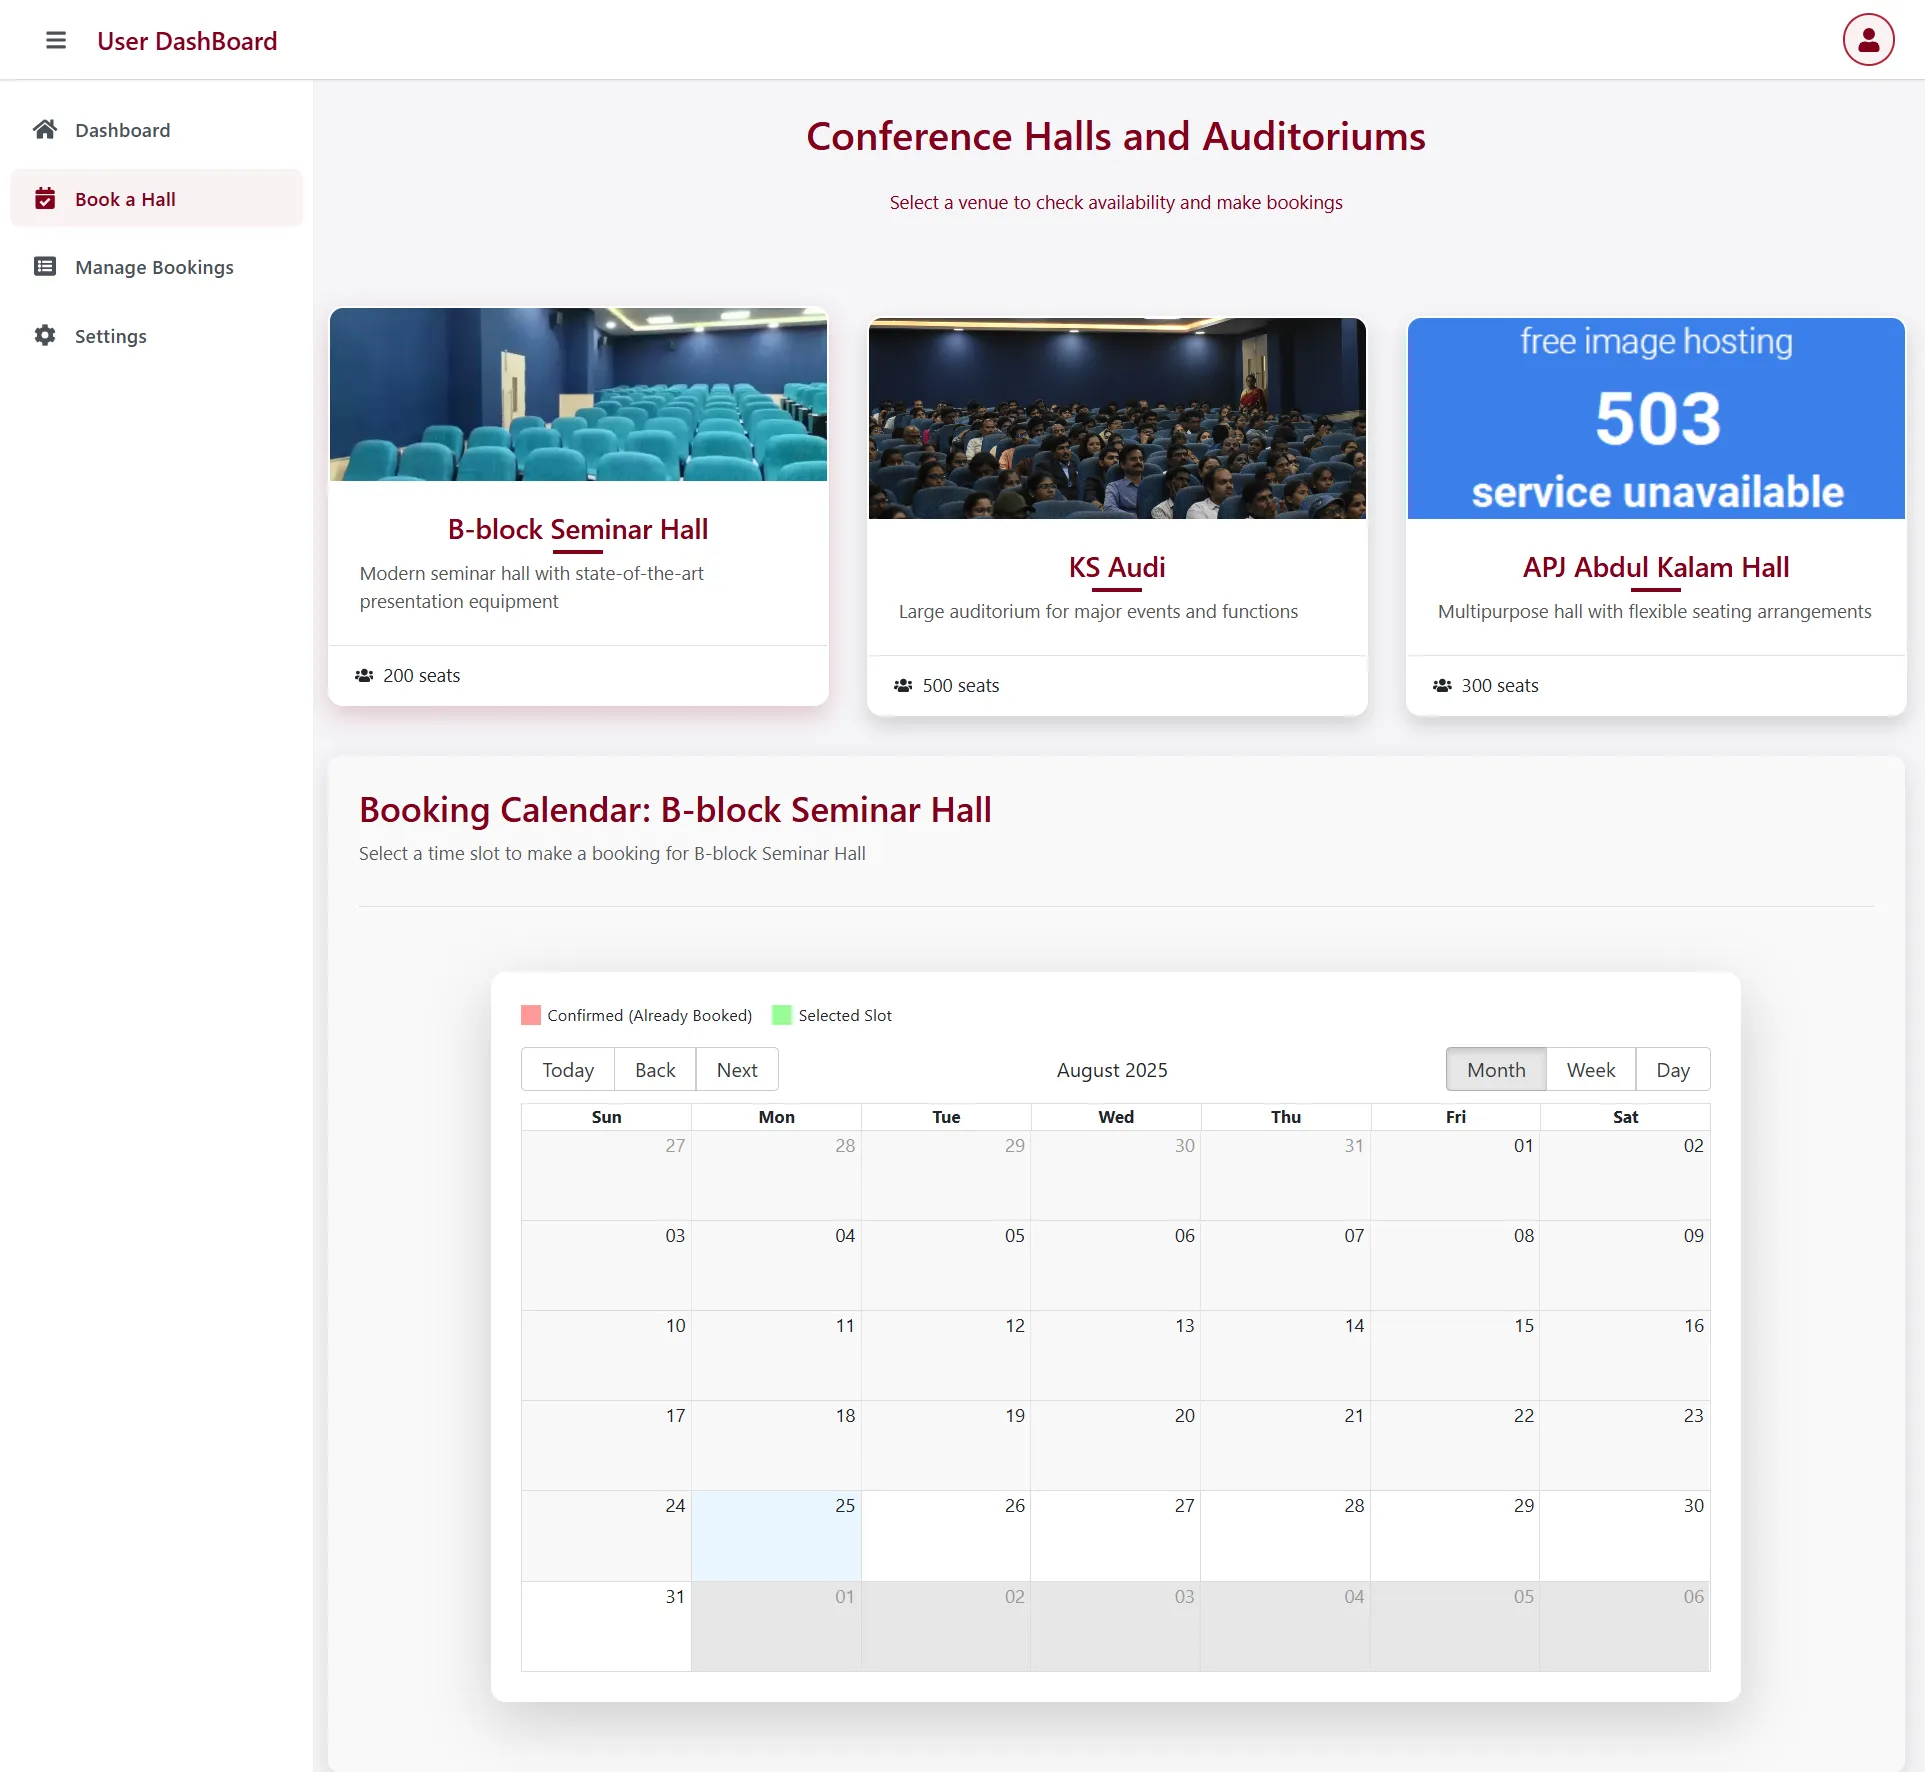 User DashBoard
Dashboard
Book a Hall
Manage Bookings
Settings
Conference Halls and Auditoriums
Select a venue to check availability and make bookings
B-block Seminar Hall
Modern seminar hall with state-of-the-art
presentation equipment
200 seats
KS Audi
Large auditorium for major events and functions
500 seats
free image hosting
503
service unavailable
APJ Abdul Kalam Hall
Multipurpose hall with flexible seating arrangements
300 seats
Booking Calendar: B-block Seminar Hall
Select a time slot to make a booking for B-block Seminar Hall
Confirmed (Already Booked) Selected Slot
Today Back Next August 2025 Month Week Day
Sun Mon Tue Wed Thu Fri Sat
27 28 29 30 31 01 02
03 04 05 06 07 08 09
10 11 12 13 14 15 16
17 18 19 20 21 22 23
24 25 26 27 28 29 30
31 01 02 03 04 05 06